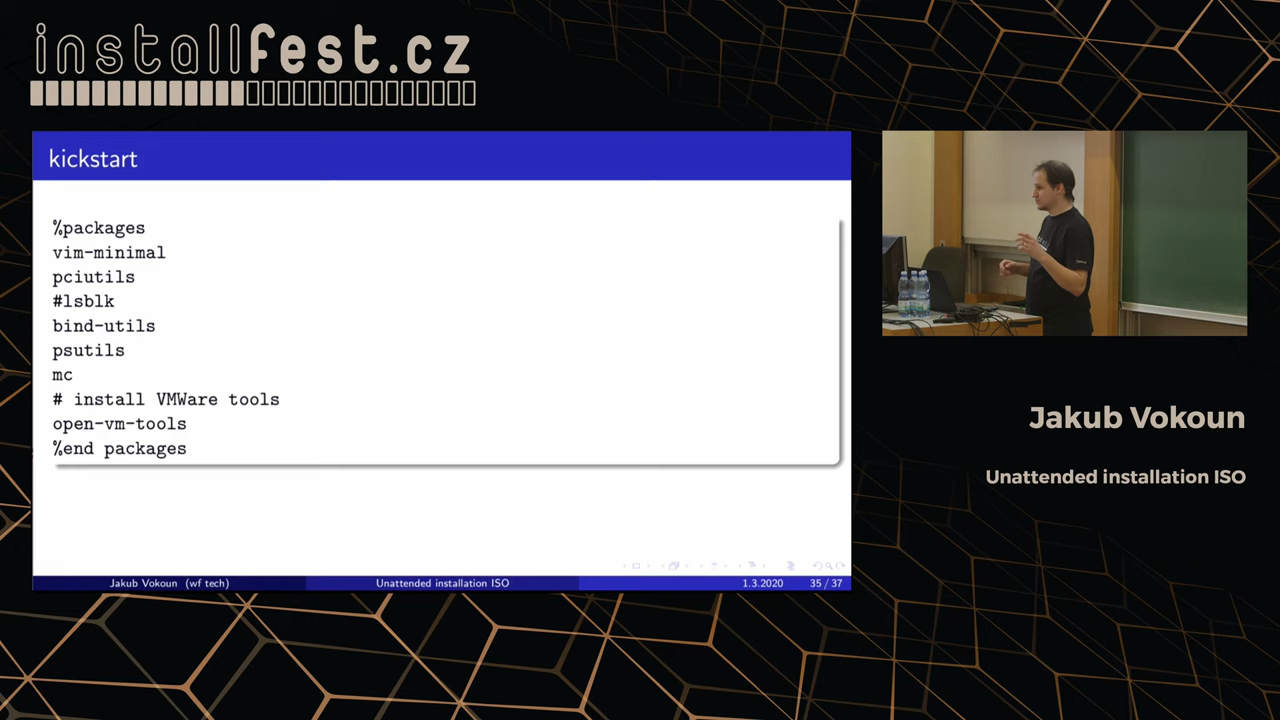 installfest.cz
kickstart
%packages
vim-minimal
pciutils
#lsblk
bind-utils
psutils
mc
# install VMWare tools
open-vm-tools
%end packages
Jakub Vokoun (wf tech)
Unattended installation ISO
1.3.2020
35 / 37
Jakub Vokoun
Unattended installation ISO